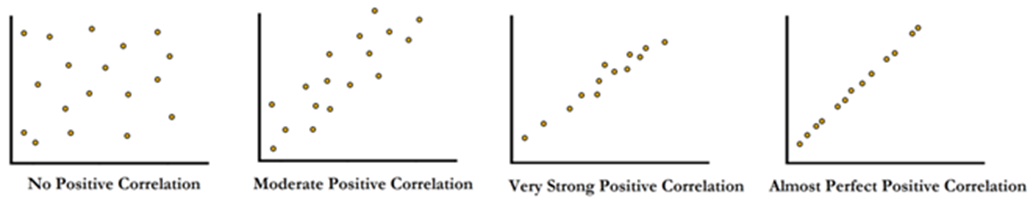 No Positive Correlation
Moderate Positive Correlation
Very Strong Positive Correlation
Almost Perfect Positive Correlation